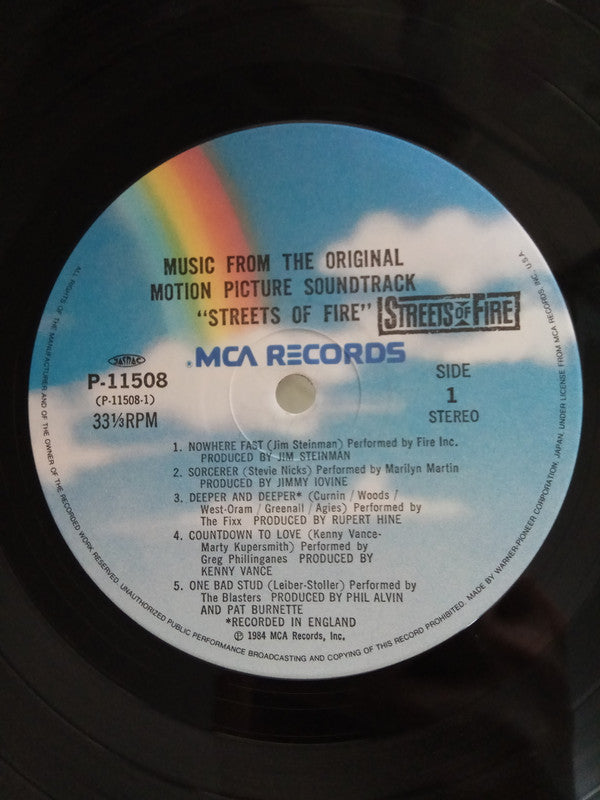 MUSIC FROM THE ORIGINAL
MOTION PICTURE SOUNDTRACK
"STREETS OF FIRE"
STREETS OF FIRE
MCA RECORDS
JASRAC
P-11508
(P-11508-1)
33⅓RPM
SIDE
1
STEREO
1. NOWHERE FAST (Jim Steinman) Performed by Fire Inc.
PRODUCED BY JIM STEINMAN
2. SORCERER (Stevie Nicks) Performed by Marilyn Martin
PRODUCED BY JIMMY IOVINE
3. DEEPER AND DEEPER* (Curnin / Woods /
West-Oram / Greenall / Agies) Performed by
The Fixx PRODUCED BY RUPERT HINE
4. COUNTDOWN TO LOVE (Kenny Vance-
Marty Kupersmith) Performed by
Greg Phillinganes PRODUCED BY
KENNY VANCE
5. ONE BAD STUD (Leiber-Stoller) Performed by
The Blasters PRODUCED BY PHIL ALVIN
AND PAT BURNETTE
*RECORDED IN ENGLAND
℗ 1984 MCA Records, Inc.
ALL RIGHTS OF THE MANUFACTURER AND OF THE OWNER OF THE RECORDED WORK RESERVED. UNAUTHORIZED PUBLIC PERFORMANCE BROADCASTING AND COPYING OF THIS RECORD PROHIBITED. MADE BY WARNER-PIONEER CORPORATION, JAPAN. UNDER LICENSE FROM MCA RECORDS, INC. U.S.A.